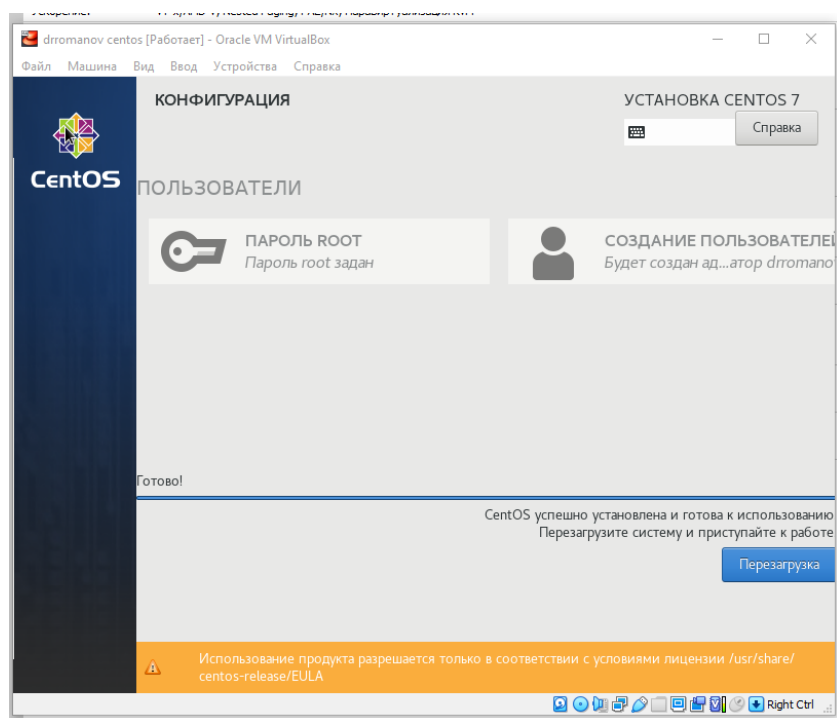 drromanov centos [Работает] - Oracle VM VirtualBox
Файл Машина Вид Ввод Устройства Справка
КОНФИГУРАЦИЯ
УСТАНОВКА CENTOS 7
Справка
CentOS
ПОЛЬЗОВАТЕЛИ
ПАРОЛЬ ROOT
Пароль root задан
СОЗДАНИЕ ПОЛЬЗОВАТЕЛЕЙ
Будет создан ад...атор drromano
Готово!
CentOS успешно установлена и готова к использованию
Перезагрузите систему и приступайте к работе
Перезагрузка
Использование продукта разрешается только в соответствии с условиями лицензии /usr/share/
centos-release/EULA
Right Ctrl